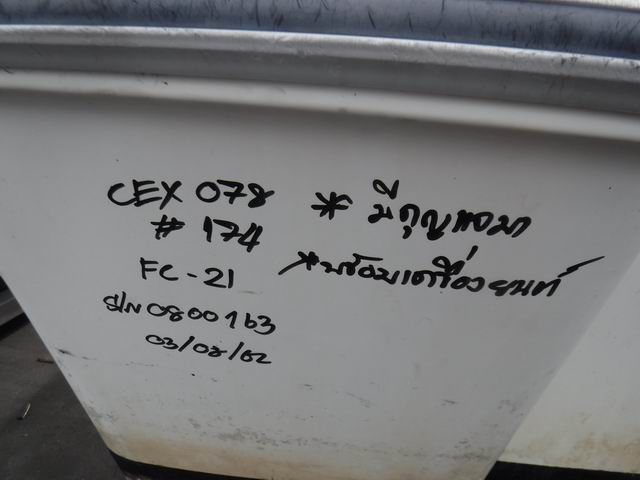 CEX 078
# 174
FC-21
S/N 0800163
03/08/62
* มีกุญแจมา
* พร้อมเครื่องยนต์